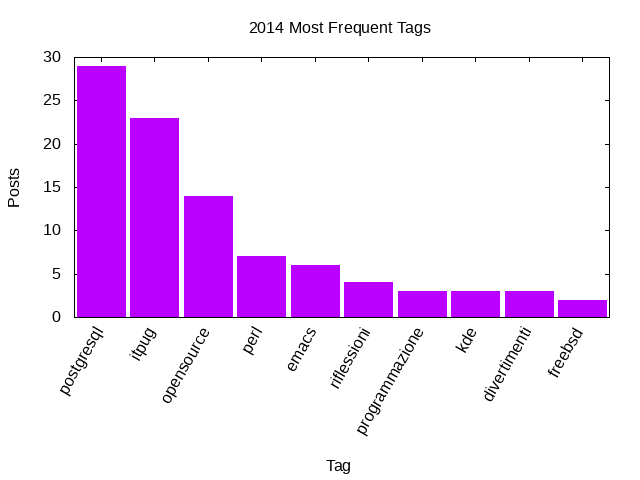 2014 Most Frequent Tags
30
25
20
15
10
5
0
Posts
postgresql
itpug
opensource
perl
emacs
riflessioni
programmazione
kde
divertimenti
freebsd
Tag